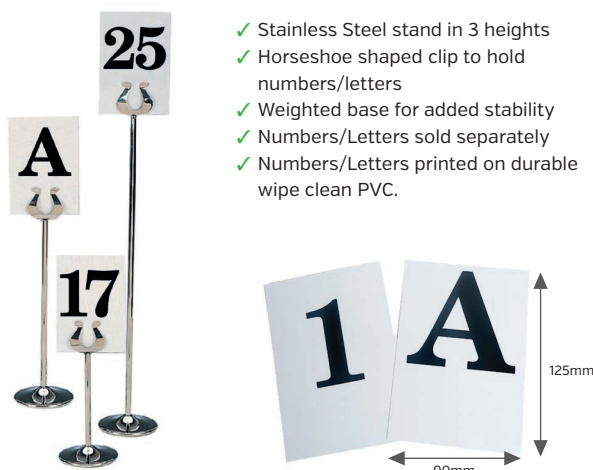 25
A
17
✓ Stainless Steel stand in 3 heights
✓ Horseshoe shaped clip to hold
numbers/letters
✓ Weighted base for added stability
✓ Numbers/Letters sold separately
✓ Numbers/Letters printed on durable
wipe clean PVC.
1
A
125mm
90mm